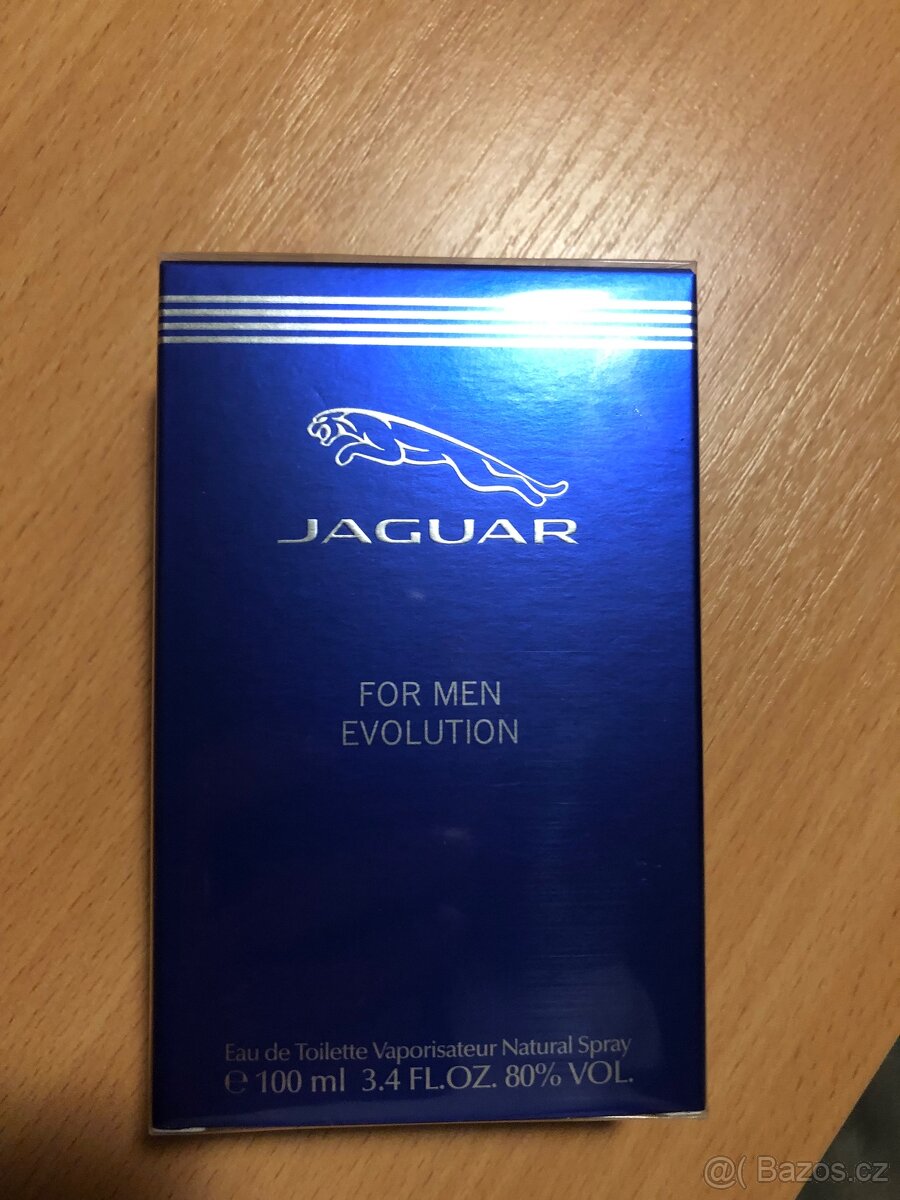 JAGUAR
FOR MEN
EVOLUTION
Eau de Toilette Vaporisateur Natural Spray
℮ 100 ml 3.4 FL.OZ. 80% VOL.
@( Bazos.cz